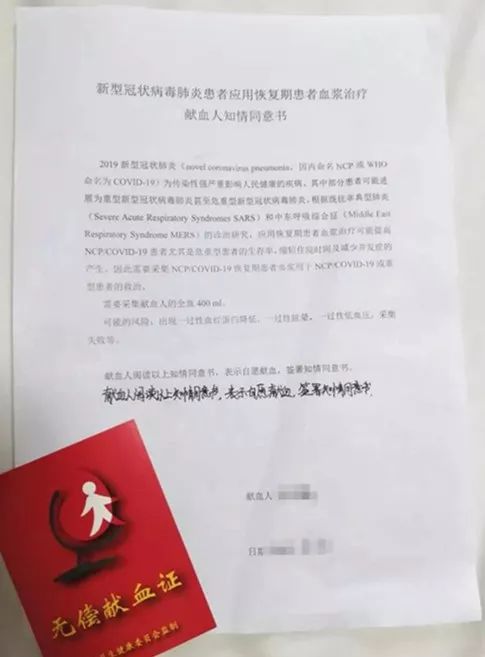 新型冠状病毒肺炎患者应用恢复期患者血浆治疗
献血人知情同意书
2019 新型冠状肺炎（novel coronavirus pneumonia，国内命名 NCP 或 WHO
命名为 COVID-19）为传染性强严重影响人民健康的疾病，其中部分患者可能进
展为重型新型冠状病毒肺炎甚至危重型新型冠状病毒肺炎，根据既往非典型肺炎
（Severe Acute Respiratory Syndromes SARS）和中东呼吸综合征（Middle East
Respiratory Syndrome MERS）的诊治研究，应用恢复期血浆治疗可能提高
NCP/COVID-19 患者尤其是危重型患者的生存率，缩短住院时间及减少并发症的
产生。因此需要采集 NCP/COVID-19 恢复期患者血浆用于 NCP/COVID-19 或重
型患者的救治。
需要采集献血人的全血 400 ml。
可能的风险：出现一过性血红蛋白降低，一过性眩晕，一过性低血压，采集
失败等。
献血人阅读以上知情同意书，表示自愿献血，签署知情同意书。
献血人阅读以上知情同意书，表示自愿献血，签署知情同意书
献血人
日期
无偿献血证
生健康委员会监制